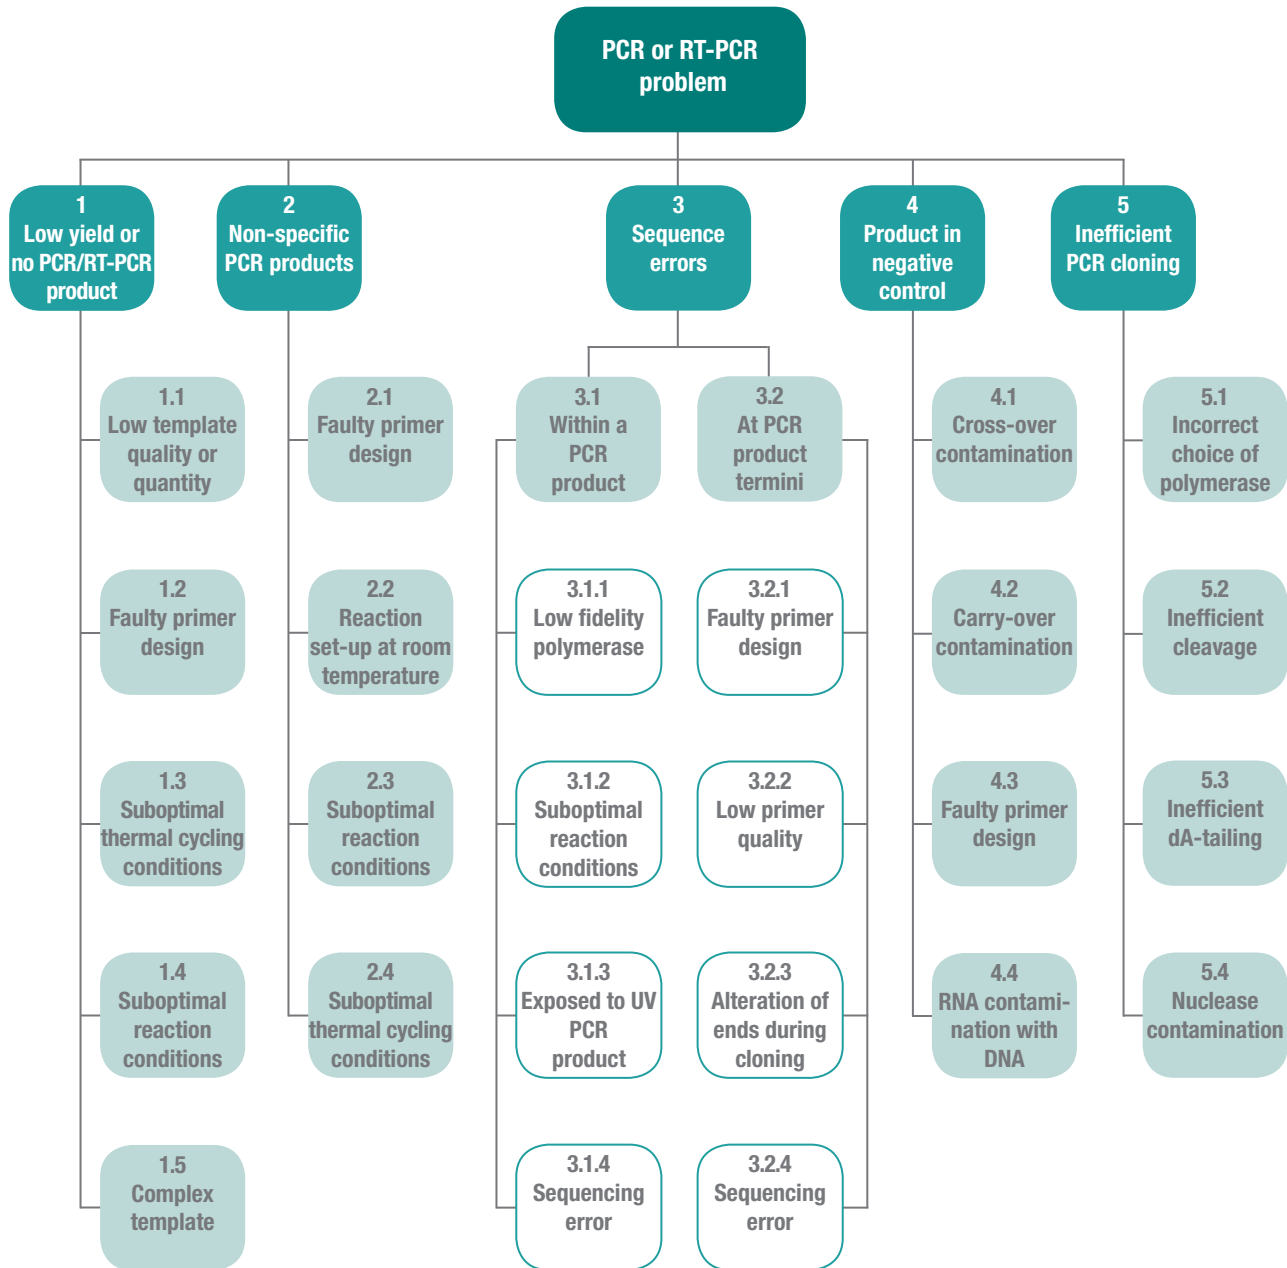 PCR or RT-PCR
problem
1
Low yield or
no PCR/RT-PCR
product
2
Non-specific
PCR products
3
Sequence
errors
4
Product in
negative
control
5
Inefficient
PCR cloning
1.1
Low template
quality or
quantity
2.1
Faulty primer
design
3.1
Within a
PCR
product
3.2
At PCR
product
termini
4.1
Cross-over
contamination
5.1
Incorrect
choice of
polymerase
1.2
Faulty primer
design
2.2
Reaction
set-up at room
temperature
3.1.1
Low fidelity
polymerase
3.2.1
Faulty primer
design
4.2
Carry-over
contamination
5.2
Inefficient
cleavage
1.3
Suboptimal
thermal cycling
conditions
2.3
Suboptimal
reaction
conditions
3.1.2
Suboptimal
reaction
conditions
3.2.2
Low primer
quality
4.3
Faulty primer
design
5.3
Inefficient
dA-tailing
1.4
Suboptimal
reaction
conditions
2.4
Suboptimal
thermal cycling
conditions
3.1.3
Exposed to UV
PCR
product
3.2.3
Alteration of
ends during
cloning
4.4
RNA contami-
nation with
DNA
5.4
Nuclease
contamination
1.5
Complex
template
3.1.4
Sequencing
error
3.2.4
Sequencing
error